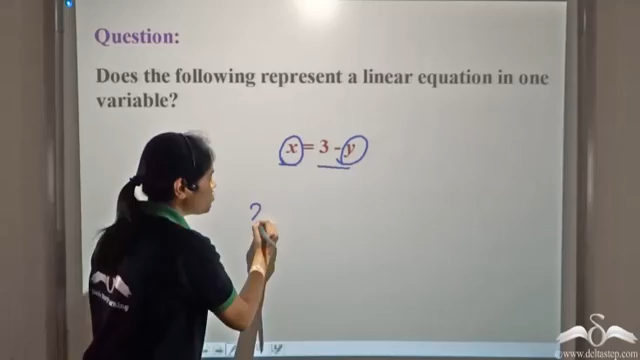 Question:
Does the following represent a linear equation in one
variable?
x = 3 - y
2
www.deltastep.com